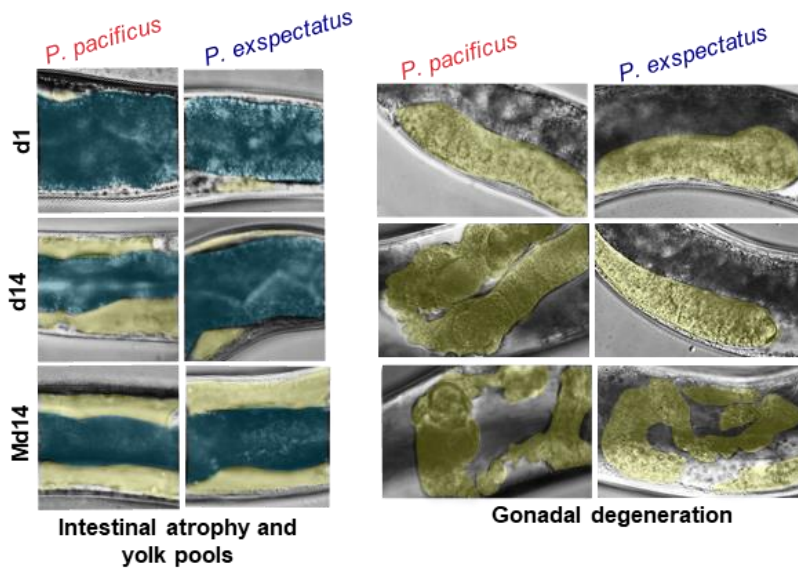 P. pacificus
P. exspectatus
P. pacificus
P. exspectatus
d1
d14
Md14
Intestinal atrophy and
yolk pools
Gonadal degeneration